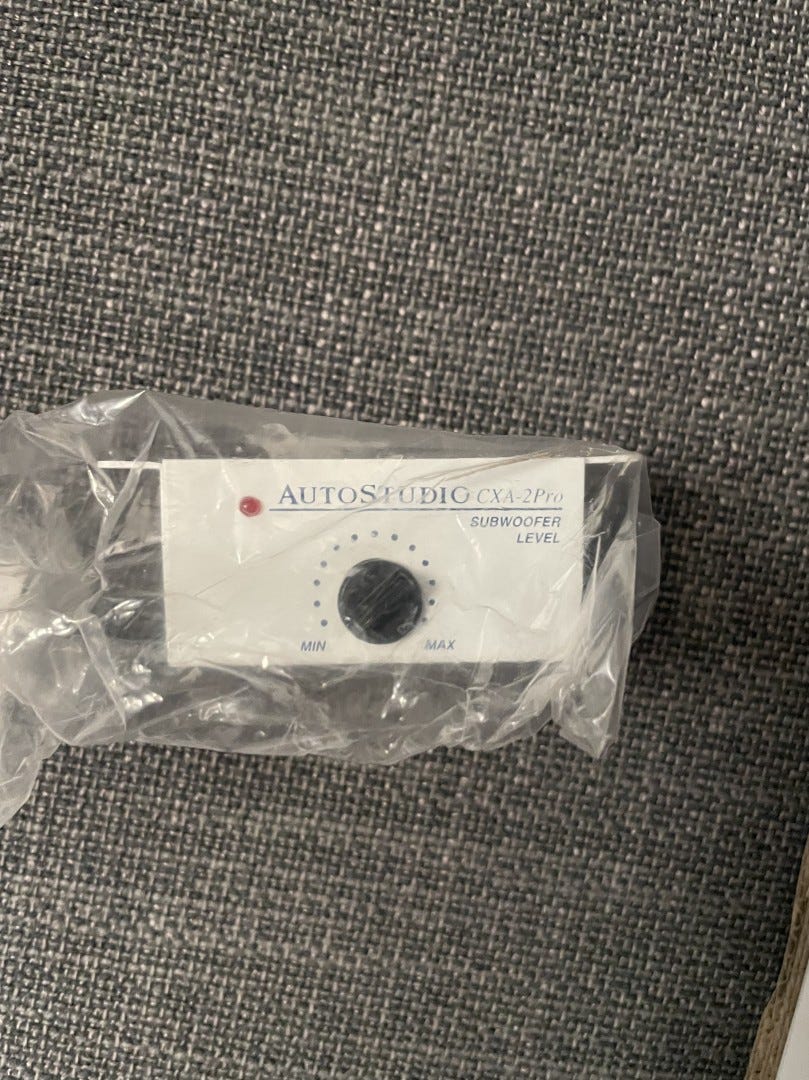 AUTOSTUDIO CXA-2Pro
SUBWOOFER
LEVEL
MIN
MAX